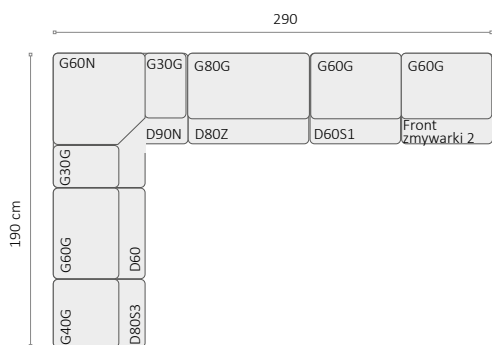 290
G60N
G30G
G80G
G60G
G60G
D90N
D80Z
D60S1
Front
zmywarki 2
G30G
190 cm
G60G
D60
G40G
D80S3